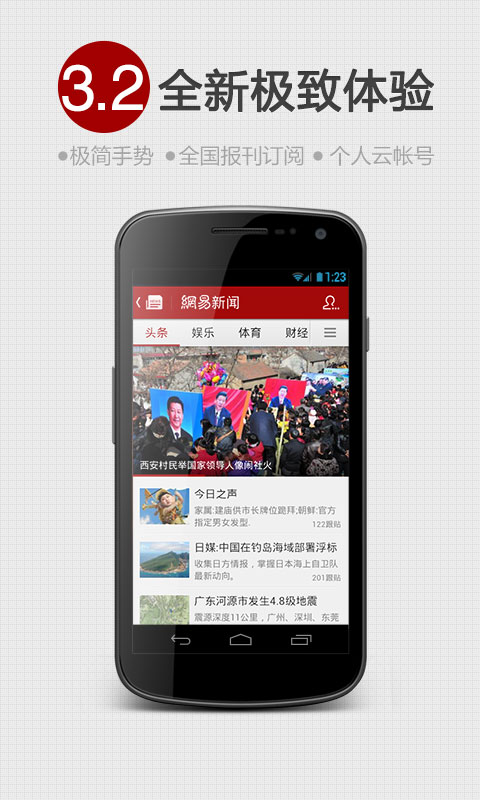 3.2 全新极致体验
●极简手势 ●全国报刊订阅 ● 个人云帐号
1:23
網易新闻
头条 娱乐 体育 财经
西安村民举国家领导人像闹社火
今日之声
家属:建庙供市长牌位跪拜;朝鲜:官方
指定男女发型.
122跟贴
日媒:中国在钓岛海域部署浮标
收集日方情报，掌握日本海上自卫队
最新动向。
201跟贴
广东河源市发生4.8级地震
震源深度11公里，广州、深圳、东莞